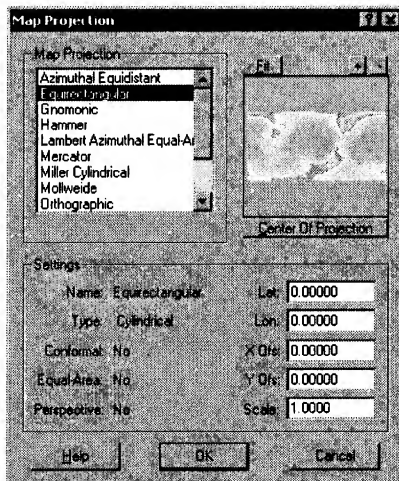 Map Projection
Map Projection
Azimuthal Equidistant
Equirectangular
Gnomonic
Hammer
Lambert Azimuthal Equal-Ar
Mercator
Miller Cylindrical
Mollweide
Orthographic
Fit
+ -
Center Of Projection
Settings
Name: Equirectangular
Type: Cylindrical
Conformal: No
Equal-Area: No
Perspective: No
Lat: 0.00000
Lon: 0.00000
X Ofs: 0.00000
Y Ofs: 0.00000
Scale: 1.0000
Help OK Cancel